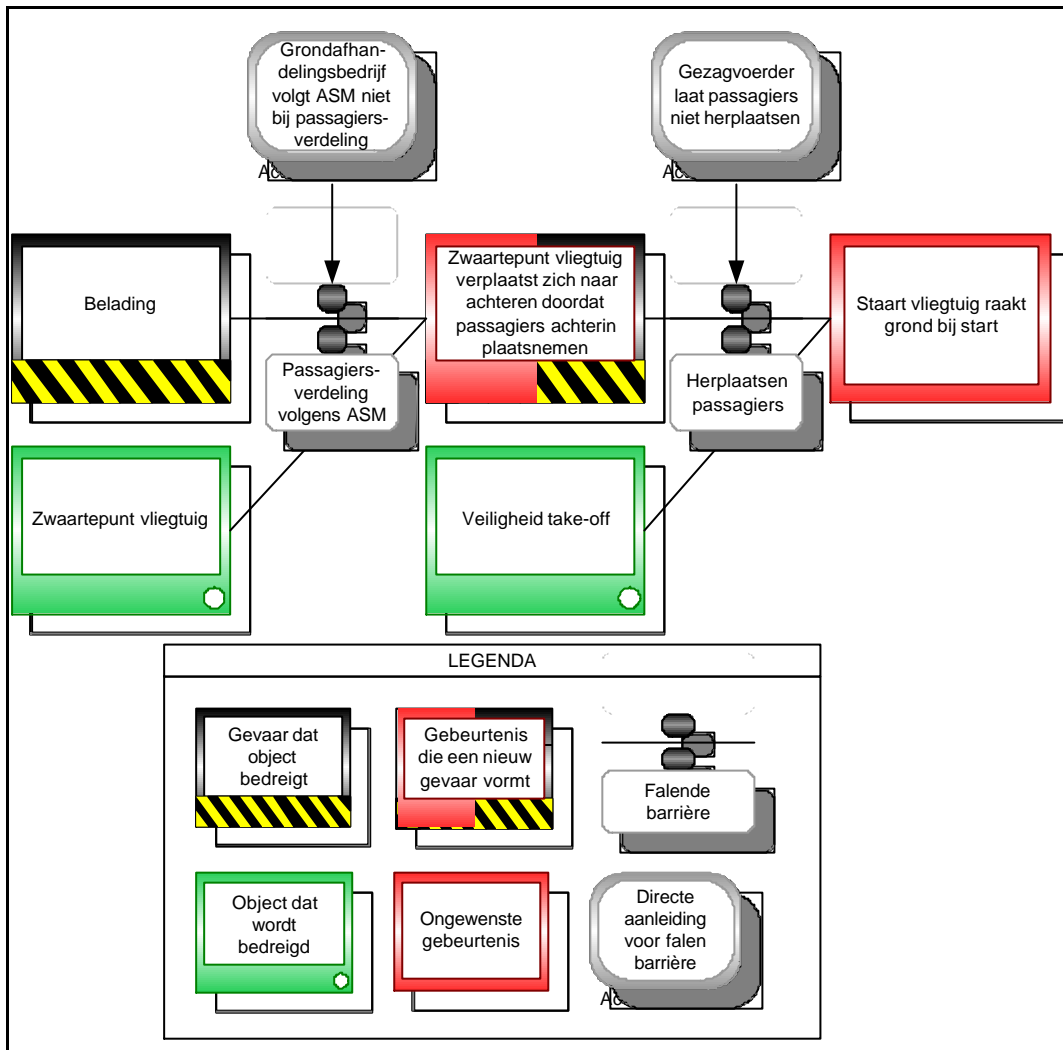 Grondafhan-
delingsbedrijf
volgt ASM niet
bij passagiers-
verdeling
Gezagvoerder
laat passagiers
niet herplaatsen
Belading
Passagiers-
verdeling
volgens ASM
Zwaartepunt vliegtuig
verplaatst zich naar
achteren doordat
passagiers achterin
plaatsnemen
Herplaatsen
passagiers
Staart vliegtuig raakt
grond bij start
Zwaartepunt vliegtuig
Veiligheid take-off
LEGENDA
Gevaar dat
object
bedreigt
Gebeurtenis
die een nieuw
gevaar vormt
Falende
barrière
Object dat
wordt
bedreigd
Ongewenste
gebeurtenis
Directe
aanleiding
voor falen
barrière